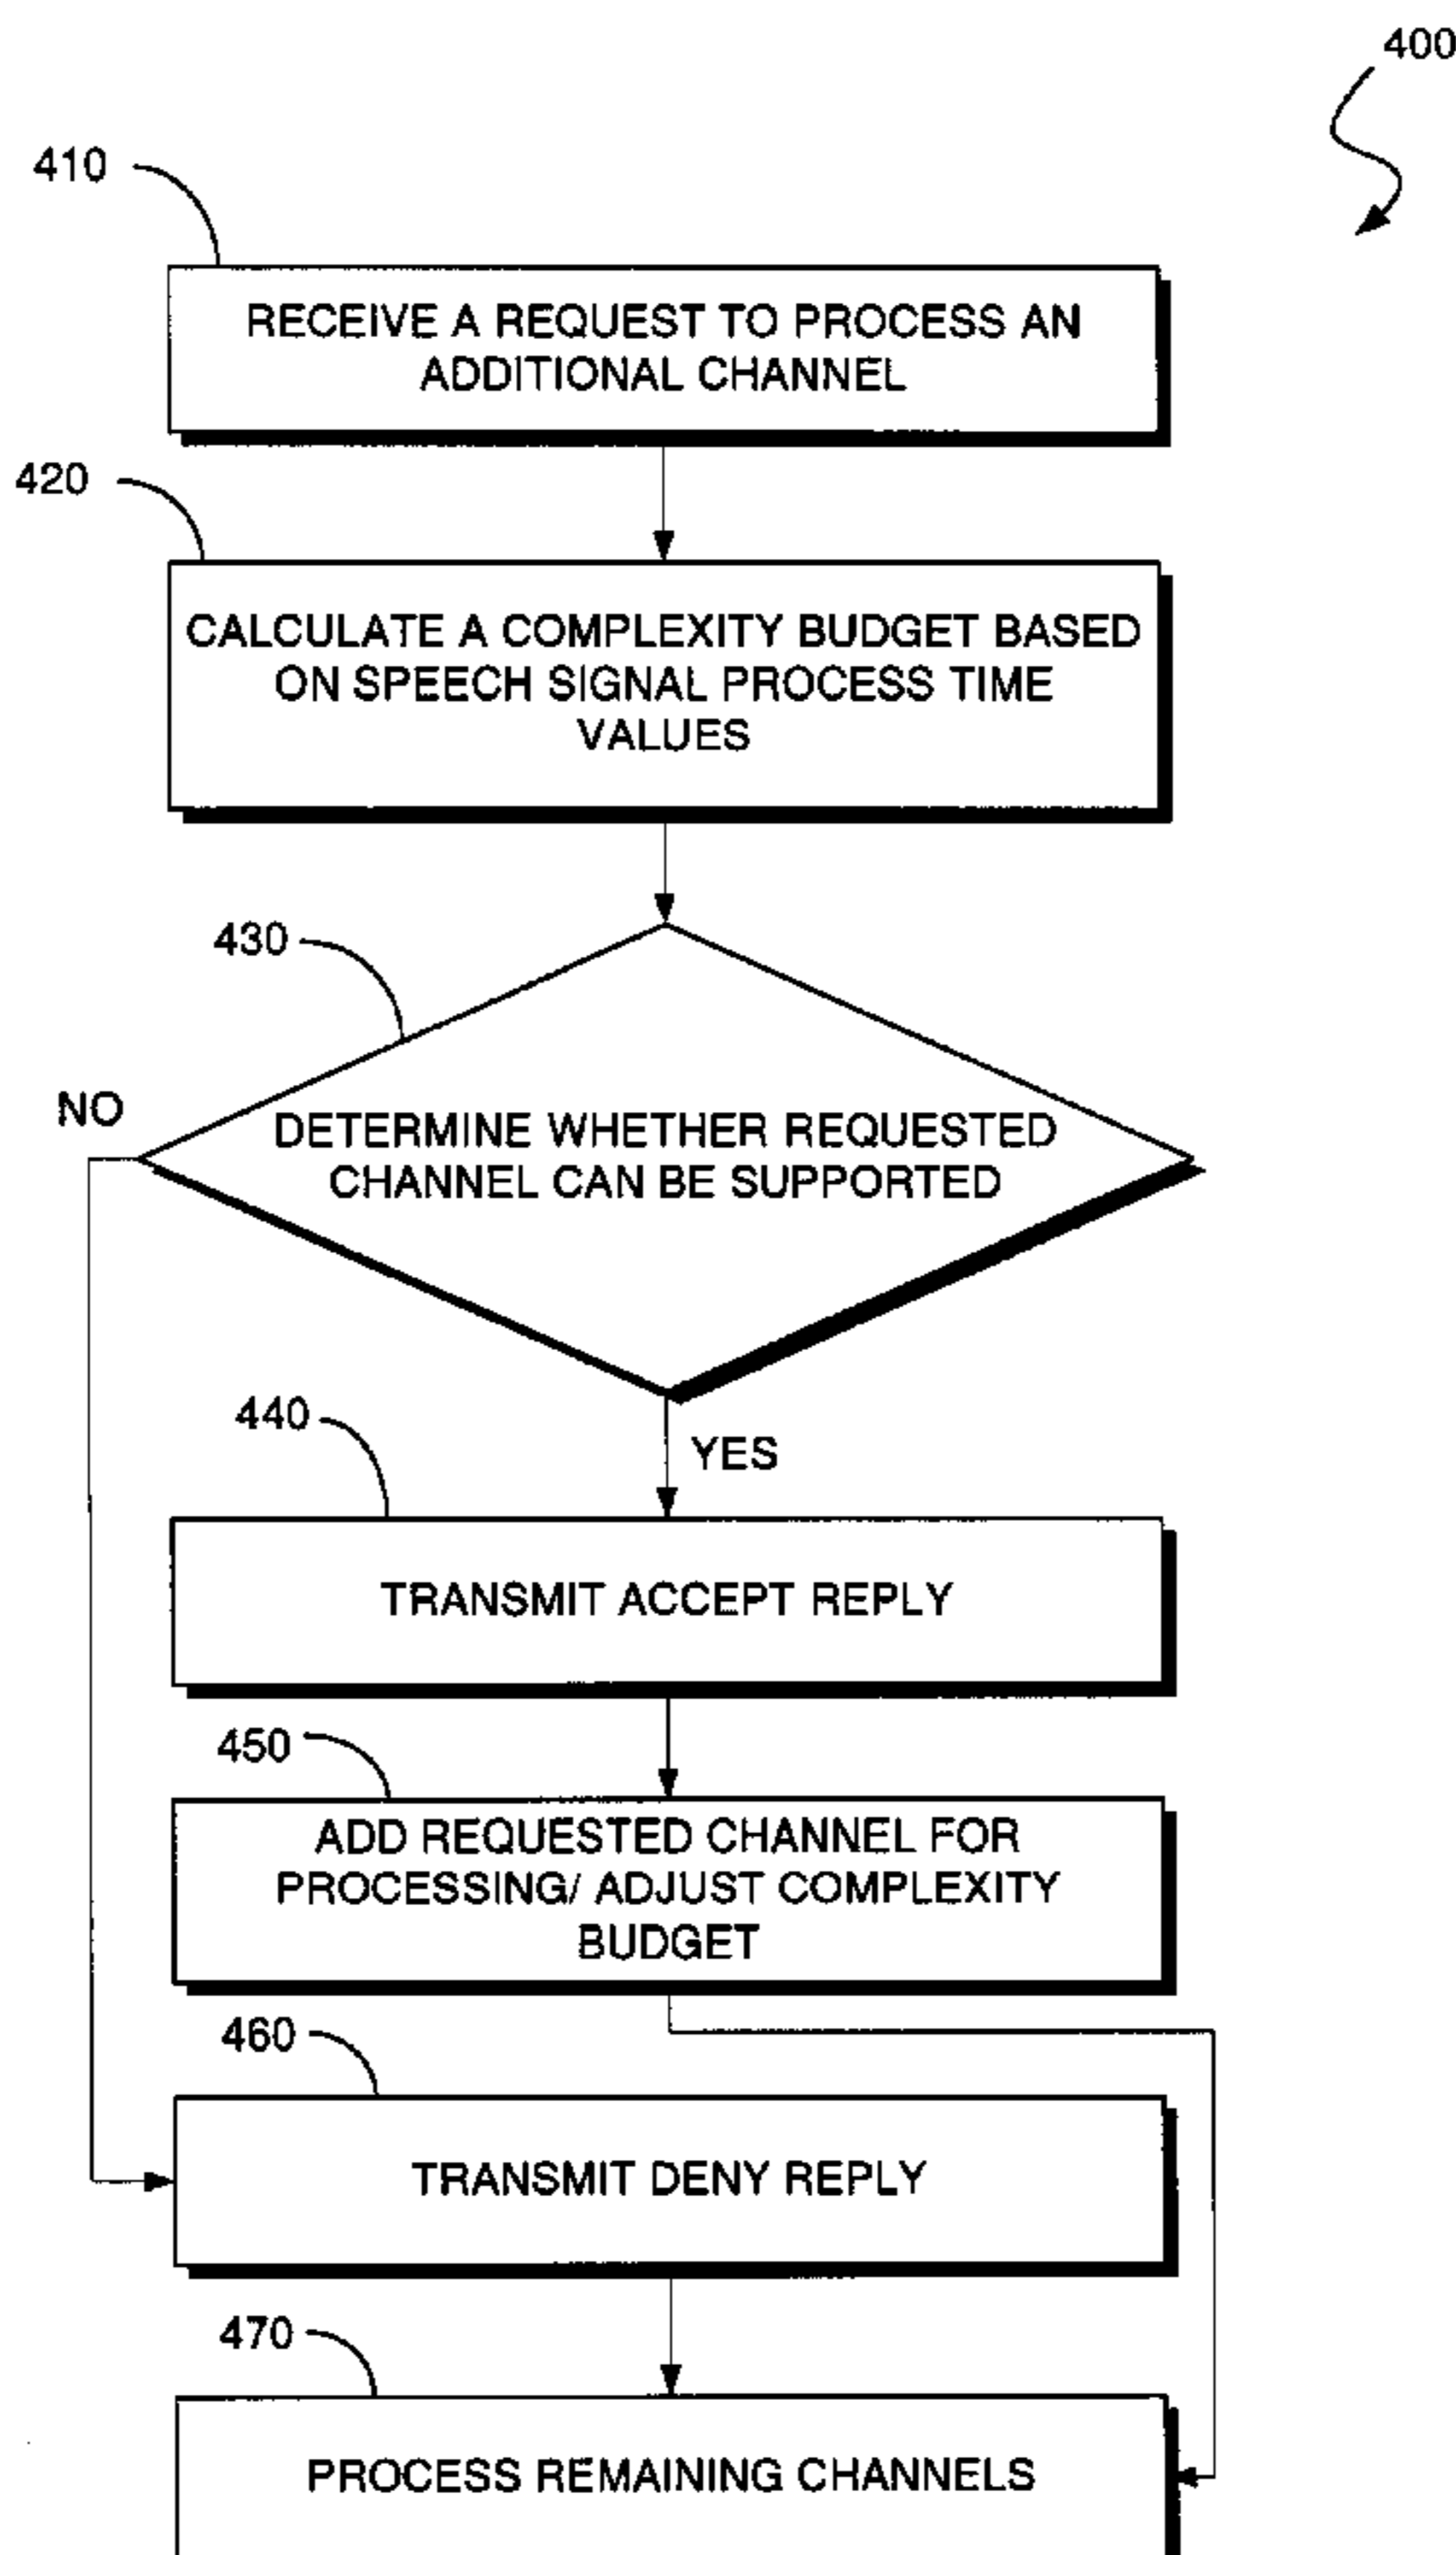 400
410
RECEIVE A REQUEST TO PROCESS AN
ADDITIONAL CHANNEL
420
CALCULATE A COMPLEXITY BUDGET BASED
ON SPEECH SIGNAL PROCESS TIME
VALUES
430
NO
DETERMINE WHETHER REQUESTED
CHANNEL CAN BE SUPPORTED
440
YES
TRANSMIT ACCEPT REPLY
450
ADD REQUESTED CHANNEL FOR
PROCESSING/ ADJUST COMPLEXITY
BUDGET
460
TRANSMIT DENY REPLY
470
PROCESS REMAINING CHANNELS